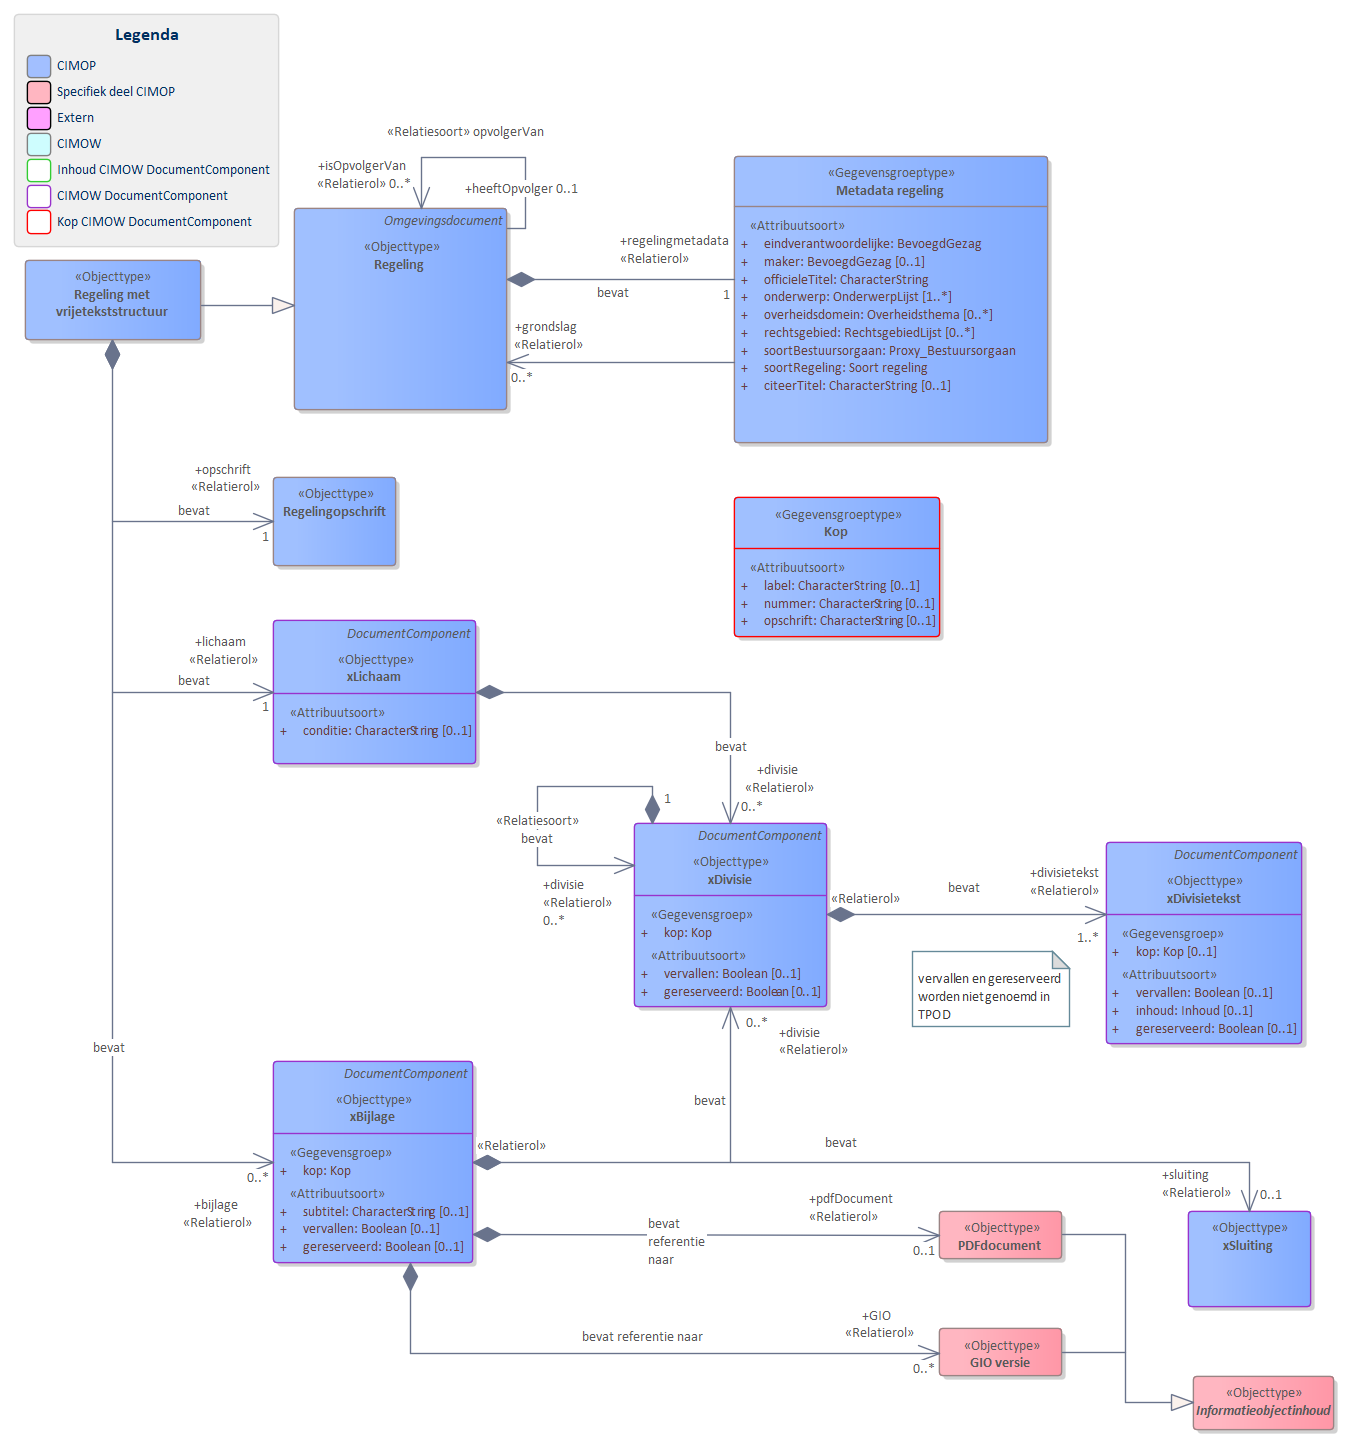 Legenda
CIMOP
Specifiek deel CIMOP
Extern
CIMOW
Inhoud CIMOW DocumentComponent
CIMOW DocumentComponent
Kop CIMOW DocumentComponent
«Relatiesoort» opvolgerVan
+isOpvolgerVan
«Relatierol» 0..*
+heeftOpvolger 0..1
Omgevingsdocument
«Objecttype»
Regeling
«Objecttype»
Regeling met
vrijetekststructuur
+regelingmetadata
«Relatierol»
bevat
1
+grondslag
«Relatierol»
0..*
«Gegevensgroeptype»
Metadata regeling
«Attribuutsoort»
+ eindverantwoordelijke: BevoegdGezag
+ maker: BevoegdGezag [0..1]
+ officieleTitel: CharacterString
+ onderwerp: OnderwerpLijst [1..*]
+ overheidsdomein: Overheidsthema [0..*]
+ rechtsgebied: RechtsgebiedLijst [0..*]
+ soortBestuursorgaan: Proxy_Bestuursorgaan
+ soortRegeling: Soort regeling
+ citeerTitel: CharacterString [0..1]
+opschrift
«Relatierol»
bevat
1
«Objecttype»
Regelingopschrift
«Gegevensgroeptype»
Kop
«Attribuutsoort»
+ label: CharacterString [0..1]
+ nummer: CharacterString [0..1]
+ opschrift: CharacterString [0..1]
+lichaam
«Relatierol»
bevat
1
DocumentComponent
«Objecttype»
xLichaam
«Attribuutsoort»
+ conditie: CharacterString [0..1]
bevat
+divisie
«Relatierol»
0..*
1
«Relatiesoort»
bevat
+divisie
«Relatierol»
0..*
DocumentComponent
«Objecttype»
xDivisie
«Gegevensgroep»
+ kop: Kop
«Attribuutsoort»
+ vervallen: Boolean [0..1]
+ gereserveerd: Boolean [0..1]
«Relatierol»
bevat
+divisietekst
«Relatierol»
1..*
DocumentComponent
«Objecttype»
xDivisietekst
«Gegevensgroep»
+ kop: Kop [0..1]
«Attribuutsoort»
+ vervallen: Boolean [0..1]
+ inhoud: Inhoud [0..1]
+ gereserveerd: Boolean [0..1]
vervallen en gereserveerd
worden niet genoemd in
TPOD
0..*
+divisie
«Relatierol»
bevat
bevat
0..*
+bijlage
«Relatierol»
DocumentComponent
«Objecttype»
xBijlage
«Gegevensgroep»
+ kop: Kop
«Attribuutsoort»
+ subtitel: CharacterString [0..1]
+ vervallen: Boolean [0..1]
+ gereserveerd: Boolean [0..1]
«Relatierol»
bevat
+sluiting
«Relatierol»
0..1
«Objecttype»
xSluiting
bevat
referentie
naar
+pdfDocument
«Relatierol»
0..1
«Objecttype»
PDFdocument
bevat referentie naar
+GIO
«Relatierol»
0..*
«Objecttype»
GIO versie
«Objecttype»
Informatieobjectinhoud